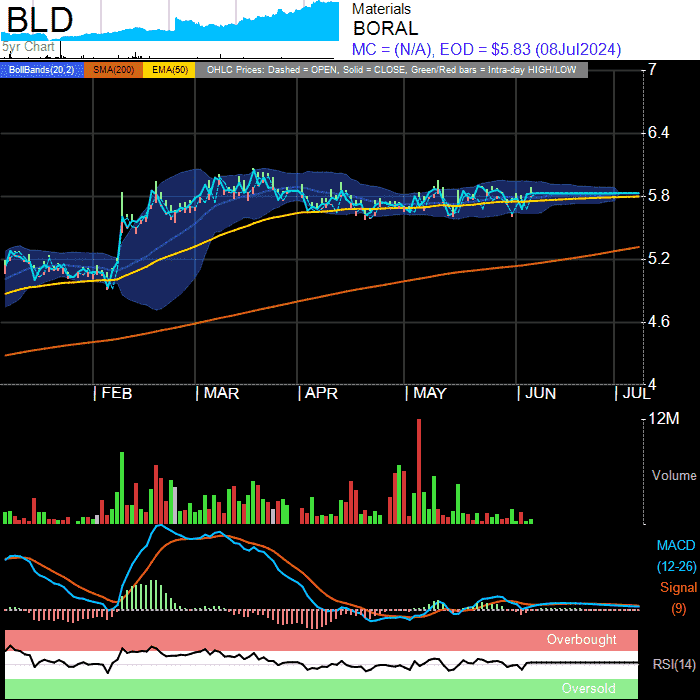 BLD
5yr Chart
Materials
BORAL
MC = (N/A), EOD = $5.83 (08Jul2024)
BollBands(20,2) SMA(200) EMA(50) OHLC Prices: Dashed = OPEN, Solid = CLOSE, Green/Red bars = Intra-day HIGH/LOW
7
6.4
5.8
5.2
4.6
4
| FEB | MAR | APR | MAY | JUN | JUL
12M
Volume
MACD
(12-26)
Signal
(9)
Overbought
RSI(14)
Oversold